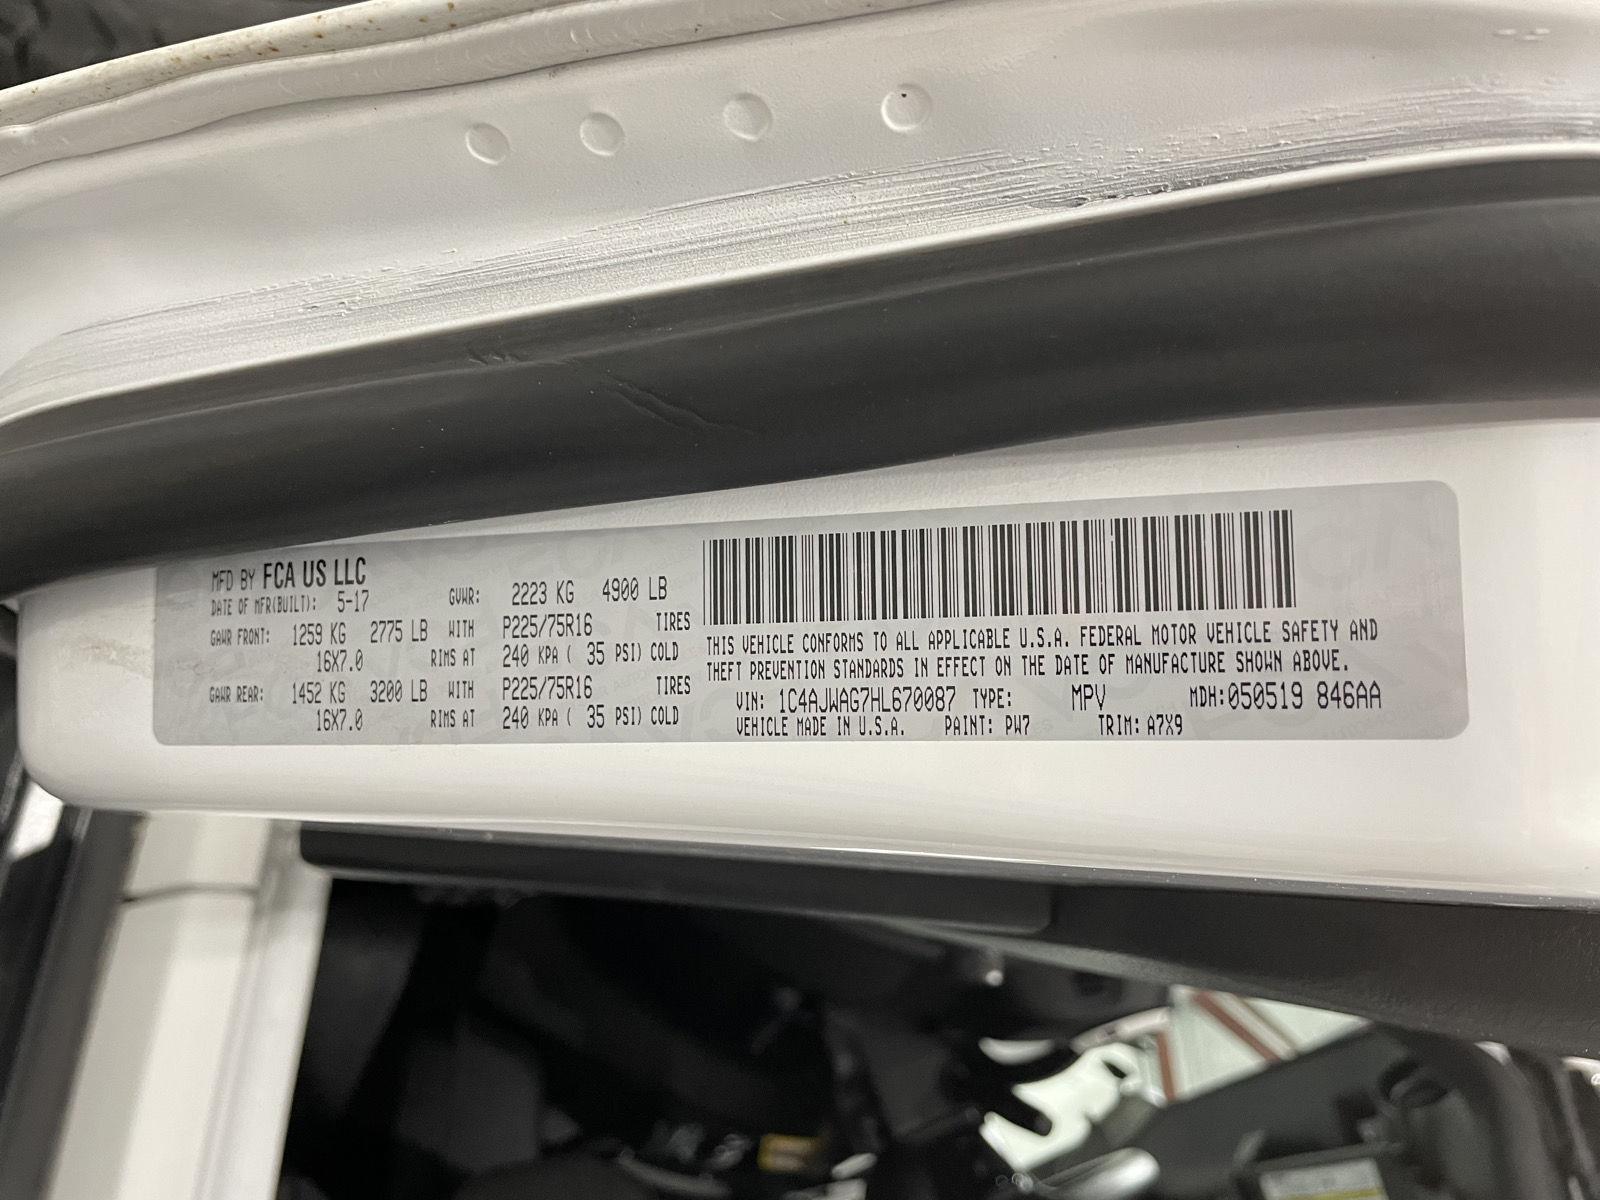 MFD BY FCA US LLC
DATE OF MFR(BUILT): 5-17 GVWR: 2223 KG 4900 LB
GAWR FRONT: 1259 KG 2775 LB WITH P225/75R16 TIRES
16X7.0 RIMS AT 240 KPA ( 35 PSI) COLD
GAWR REAR: 1452 KG 3200 LB WITH P225/75R16 TIRES
16X7.0 RIMS AT 240 KPA ( 35 PSI) COLD
THIS VEHICLE CONFORMS TO ALL APPLICABLE U.S.A. FEDERAL MOTOR VEHICLE SAFETY AND
THEFT PREVENTION STANDARDS IN EFFECT ON THE DATE OF MANUFACTURE SHOWN ABOVE.
VIN: 1C4AJWAG7HL670087 TYPE: MPV MDH:050519 846AA
VEHICLE MADE IN U.S.A. PAINT: PW7 TRIM: A7X9